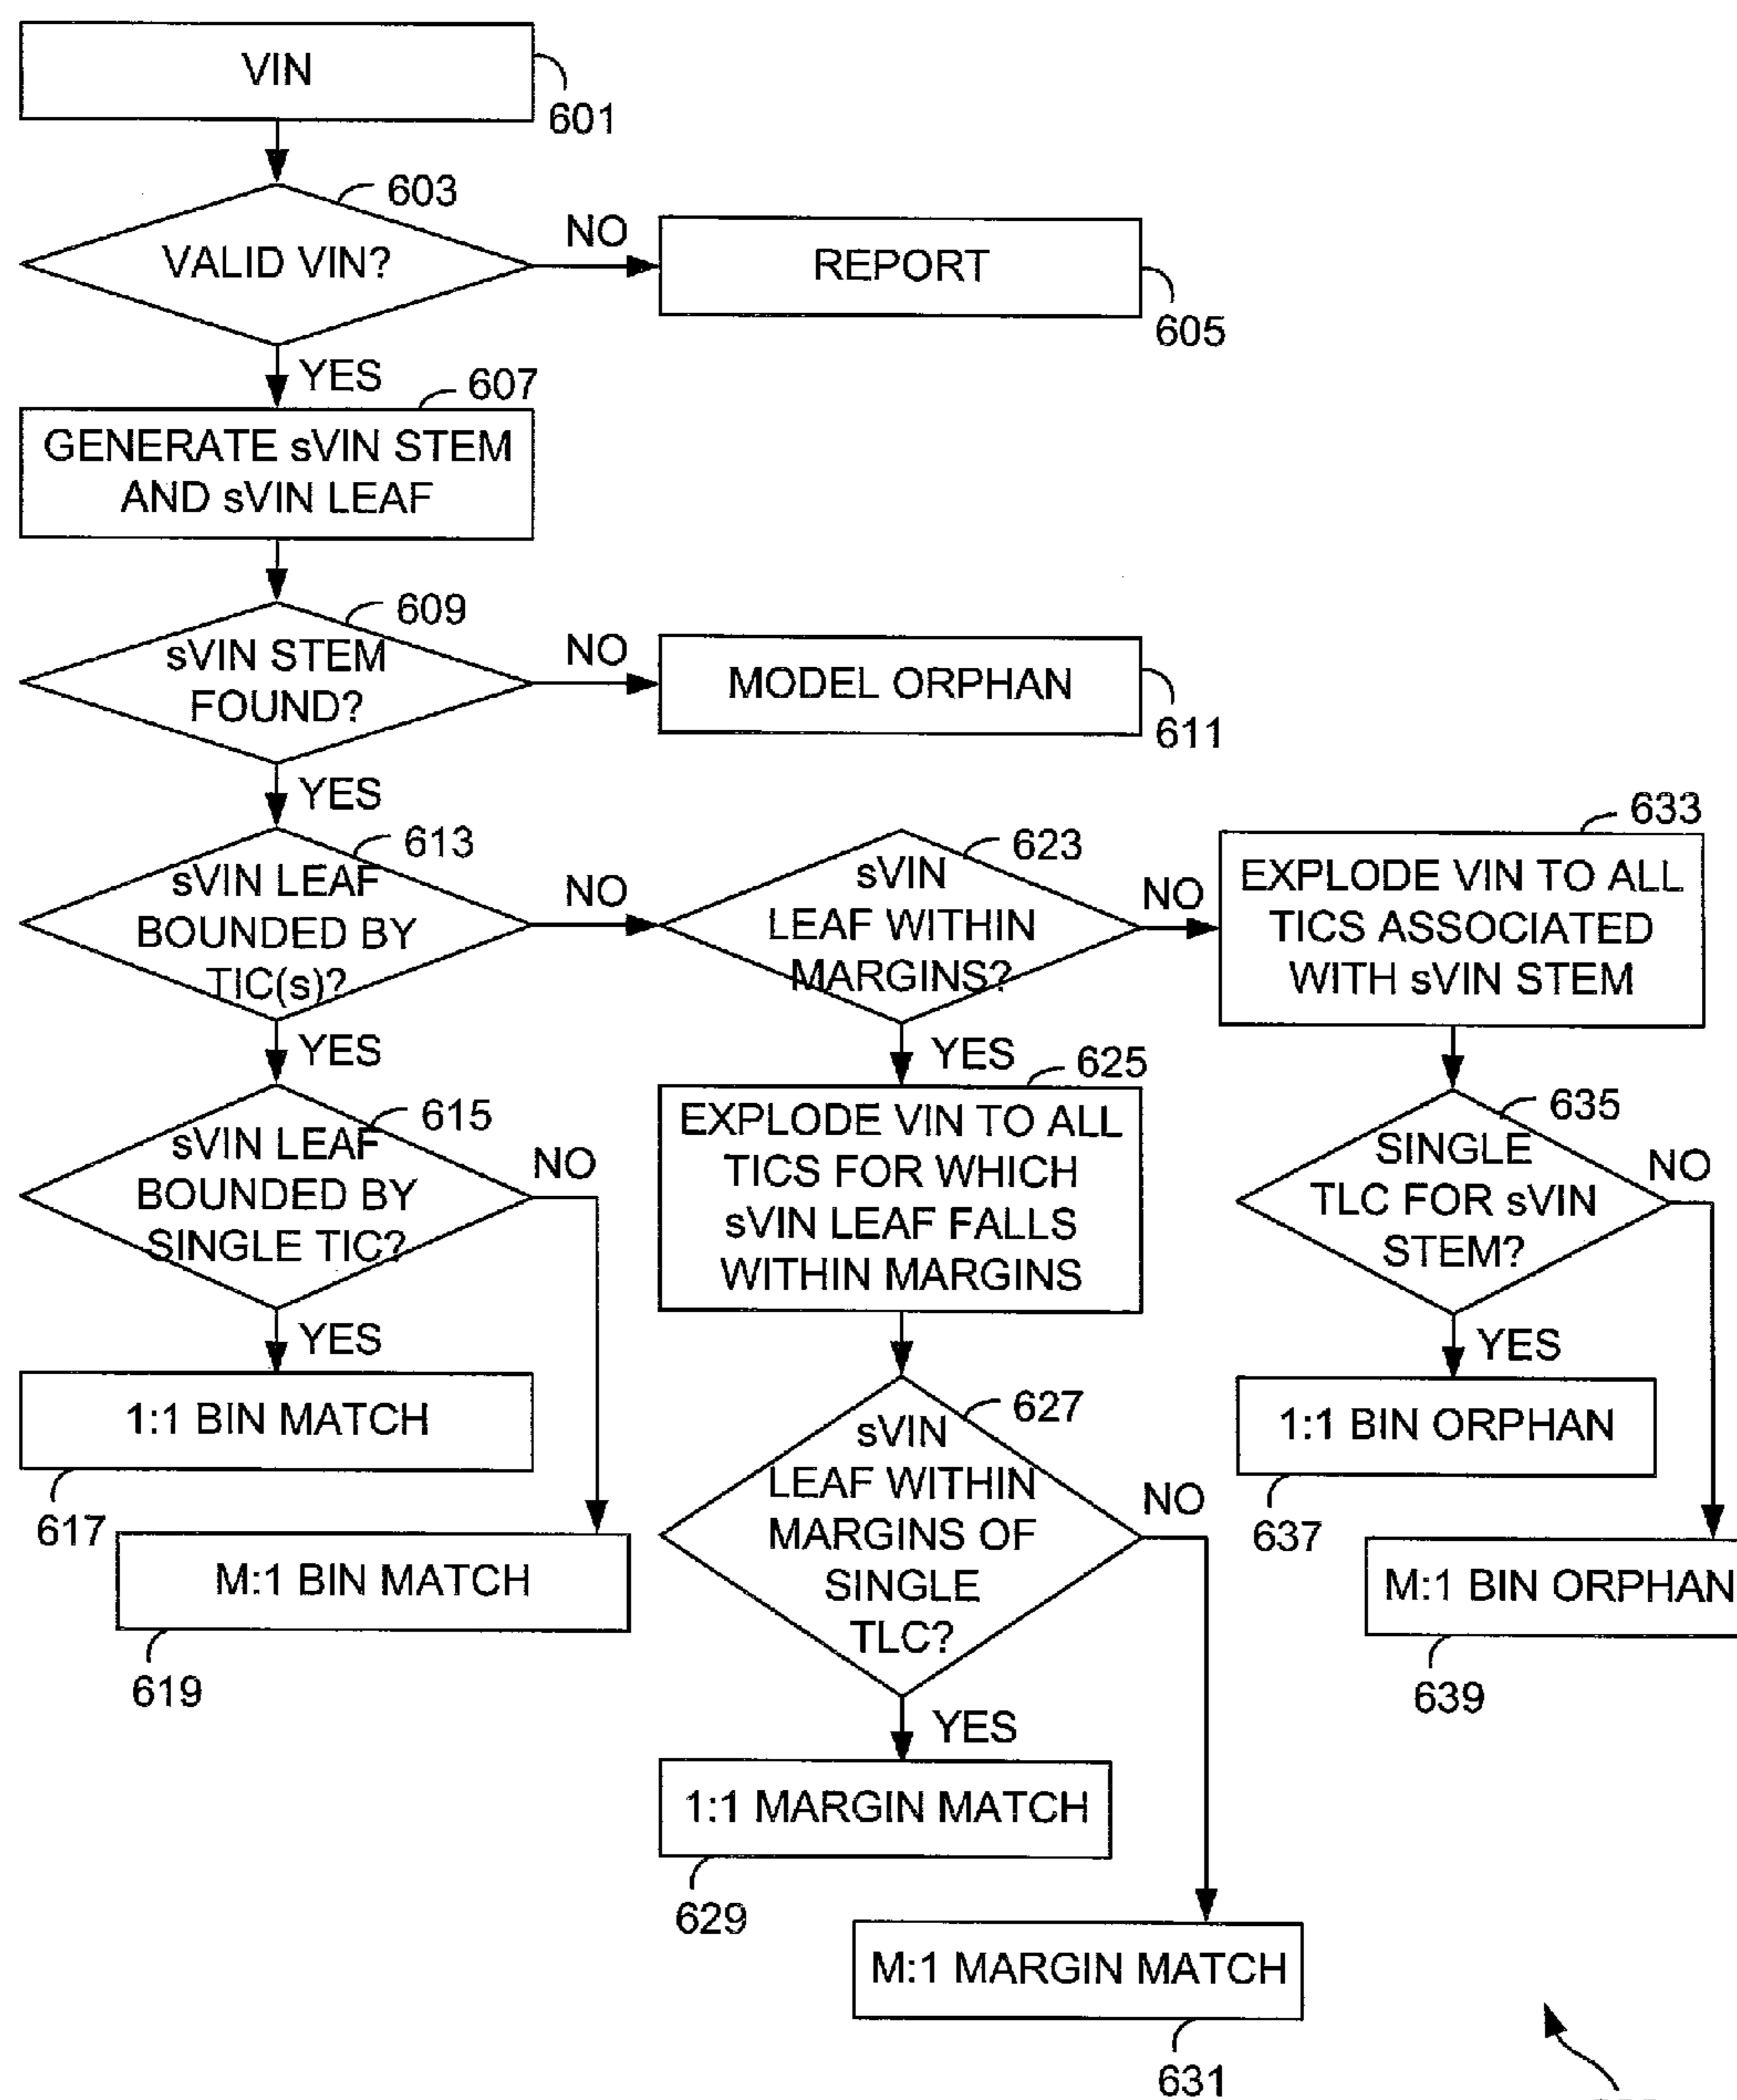 VIN
601
603
VALID VIN?
NO
REPORT
605
YES
607
GENERATE sVIN STEM
AND sVIN LEAF
609
sVIN STEM
FOUND?
NO
MODEL ORPHAN
611
YES
613
sVIN LEAF
BOUNDED BY
TIC(s)?
NO
623
sVIN
LEAF WITHIN
MARGINS?
NO
633
EXPLODE VIN TO ALL
TICS ASSOCIATED
WITH sVIN STEM
YES
615
sVIN LEAF
BOUNDED BY
SINGLE TIC?
NO
YES
1:1 BIN MATCH
617
M:1 BIN MATCH
619
YES
625
EXPLODE VIN TO ALL
TICS FOR WHICH
sVIN LEAF FALLS
WITHIN MARGINS
627
sVIN
LEAF WITHIN
MARGINS OF
SINGLE
TLC?
NO
YES
1:1 MARGIN MATCH
629
M:1 MARGIN MATCH
631
635
SINGLE
TLC FOR sVIN
STEM?
NO
YES
1:1 BIN ORPHAN
637
M:1 BIN ORPHAN
639